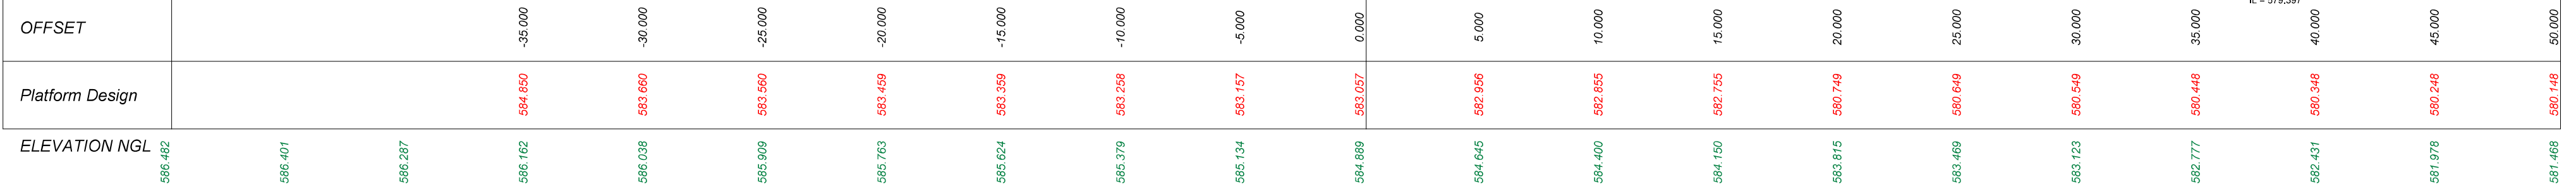 IL = 579,397
OFFSET -35.000 -30.000 -25.000 -20.000 -15.000 -10.000 -5.000 0.000 5.000 10.000 15.000 20.000 25.000 30.000 35.000 40.000 45.000 50.000
Platform Design 584.850 583.660 583.560 583.459 583.359 583.258 583.157 583.057 582.956 582.855 582.755 580.749 580.649 580.549 580.448 580.348 580.248 580.148
ELEVATION NGL 586.482 586.401 586.287 586.162 586.038 585.909 585.763 585.624 585.379 585.134 584.889 584.645 584.400 584.150 583.815 583.469 583.123 582.777 582.431 581.978 581.468